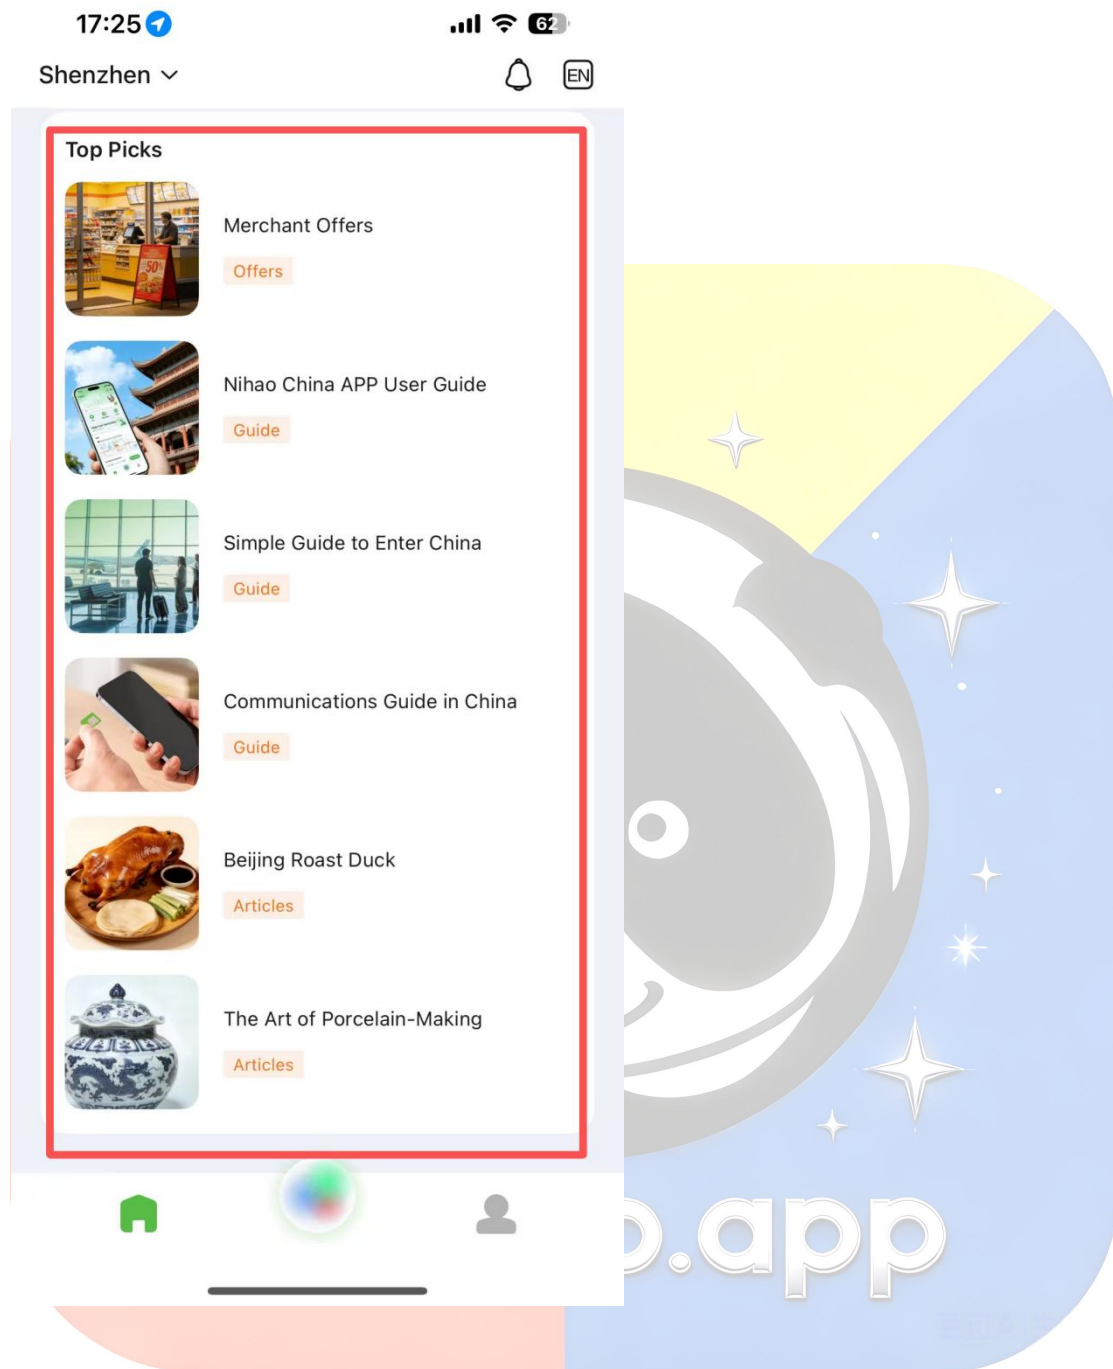 17:25
62
Shenzhen
EN
Top Picks
Merchant Offers
Offers
Nihao China APP User Guide
Guide
Simple Guide to Enter China
Guide
Communications Guide in China
Guide
Beijing Roast Duck
Articles
The Art of Porcelain-Making
Articles
o.app